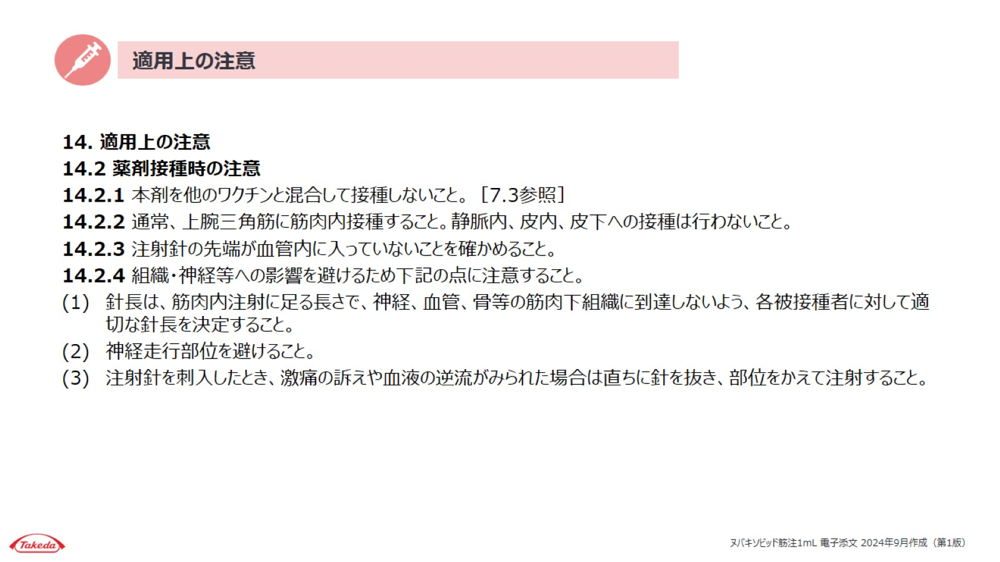 適用上の注意
14. 適用上の注意
14.2 薬剤接種時の注意
14.2.1 本剤を他のワクチンと混合して接種しないこと。［7.3参照］
14.2.2 通常、上腕三角筋に筋肉内接種すること。静脈内、皮内、皮下への接種は行わないこと。
14.2.3 注射針の先端が血管内に入っていないことを確かめること。
14.2.4 組織・神経等への影響を避けるため下記の点に注意すること。
(1) 針長は、筋肉内注射に足る長さで、神経、血管、骨等の筋肉下組織に到達しないよう、各被接種者に対して適
切な針長を決定すること。
(2) 神経走行部位を避けること。
(3) 注射針を刺入したとき、激痛の訴えや血液の逆流がみられた場合は直ちに針を抜き、部位をかえて注射すること。
Takeda
ヌバキソビッド筋注1mL 電子添文 2024年9月作成（第1版）